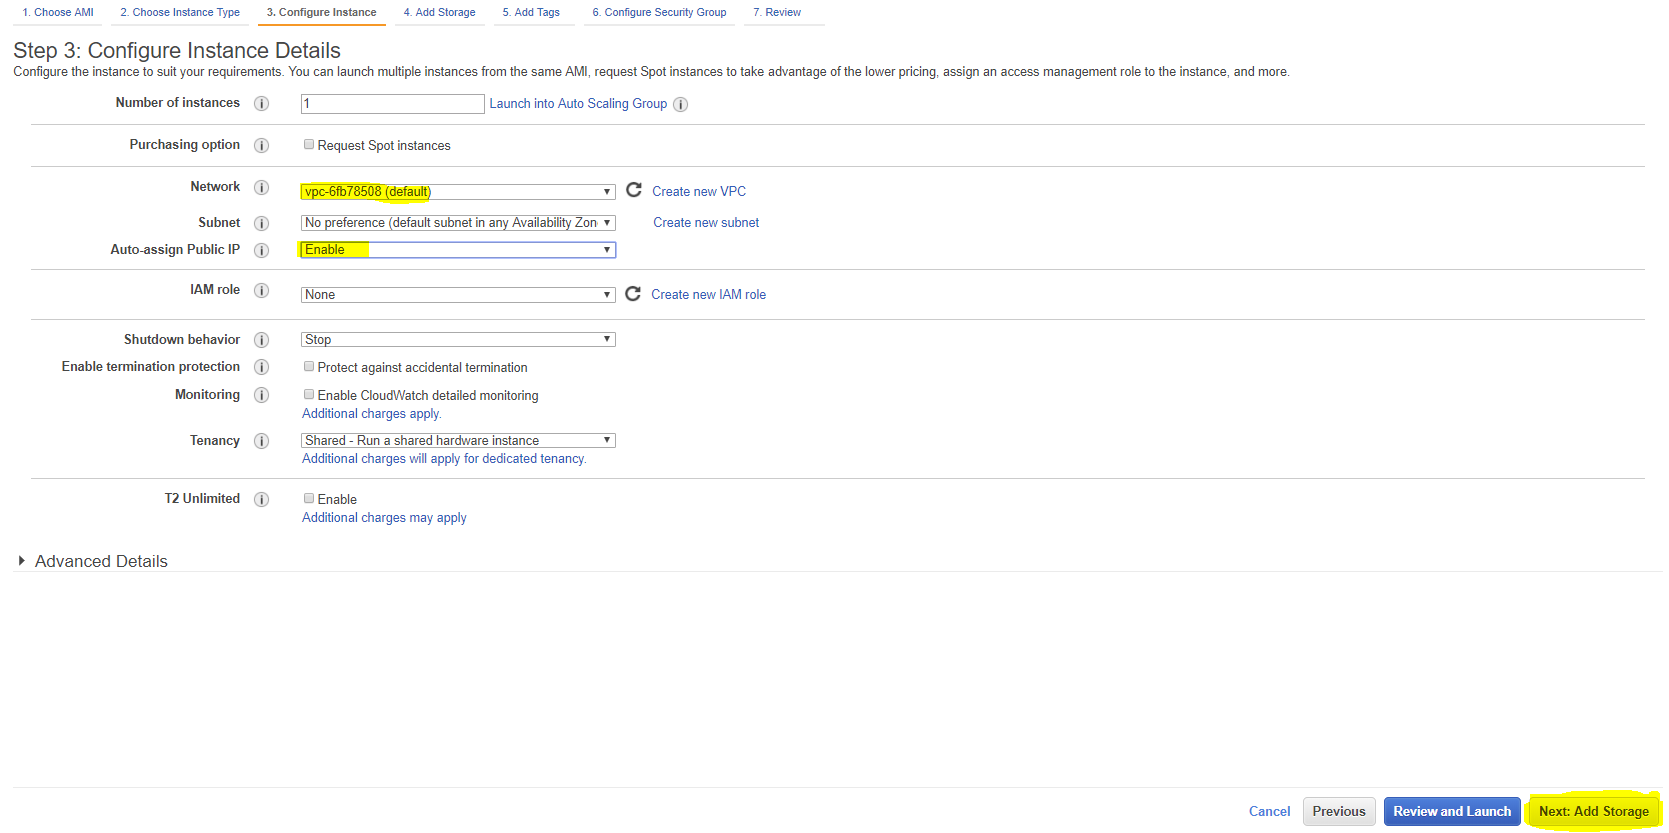 1. Choose AMI 2. Choose Instance Type 3. Configure Instance 4. Add Storage 5. Add Tags 6. Configure Security Group 7. Review
Step 3: Configure Instance Details
Configure the instance to suit your requirements. You can launch multiple instances from the same AMI, request Spot instances to take advantage of the lower pricing, assign an access management role to the instance, and more.
Number of instances i 1 Launch into Auto Scaling Group i
Purchasing option i Request Spot instances
Network i vpc-6fb78508 (default) Create new VPC
Subnet i No preference (default subnet in any Availability Zon Create new subnet
Auto-assign Public IP i Enable
IAM role i None Create new IAM role
Shutdown behavior i Stop
Enable termination protection i Protect against accidental termination
Monitoring i Enable CloudWatch detailed monitoring
Additional charges apply.
Tenancy i Shared - Run a shared hardware instance
Additional charges will apply for dedicated tenancy.
T2 Unlimited i Enable
Additional charges may apply
Advanced Details
Cancel Previous Review and Launch Next: Add Storage